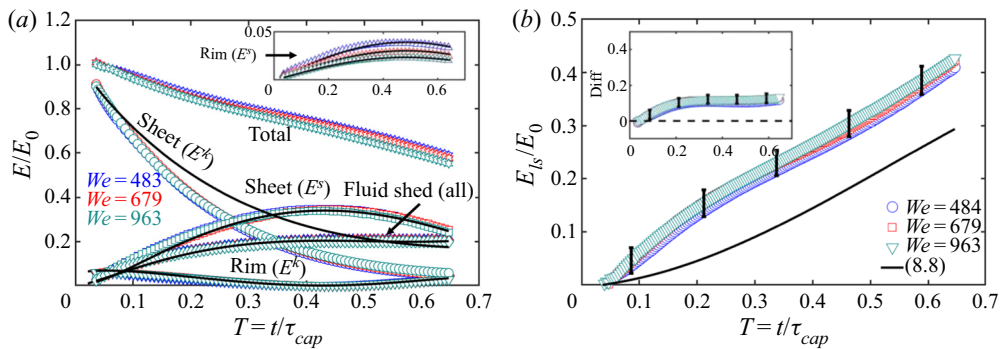 (a)
E/E₀
1.2
1.0
0.8
0.6
0.4
0.2
0
0.1
0.2
0.3
0.4
0.5
0.6
0.7
T = t/τcap
Total
Sheet (Eᵏ)
Sheet (Eˢ)
Fluid shed (all)
Rim (Eᵏ)
We = 483
We = 679
We = 963
Rim (Eˢ)
0.05
0
0.2
0.4
0.6
(b)
Els/E₀
0.5
0.4
0.3
0.2
0.1
0
0.1
0.2
0.3
0.4
0.5
0.6
0.7
T = t/τcap
Diff
0.4
0.2
0
0
0.2
0.4
0.6
We = 484
We = 679
We = 963
(8.8)